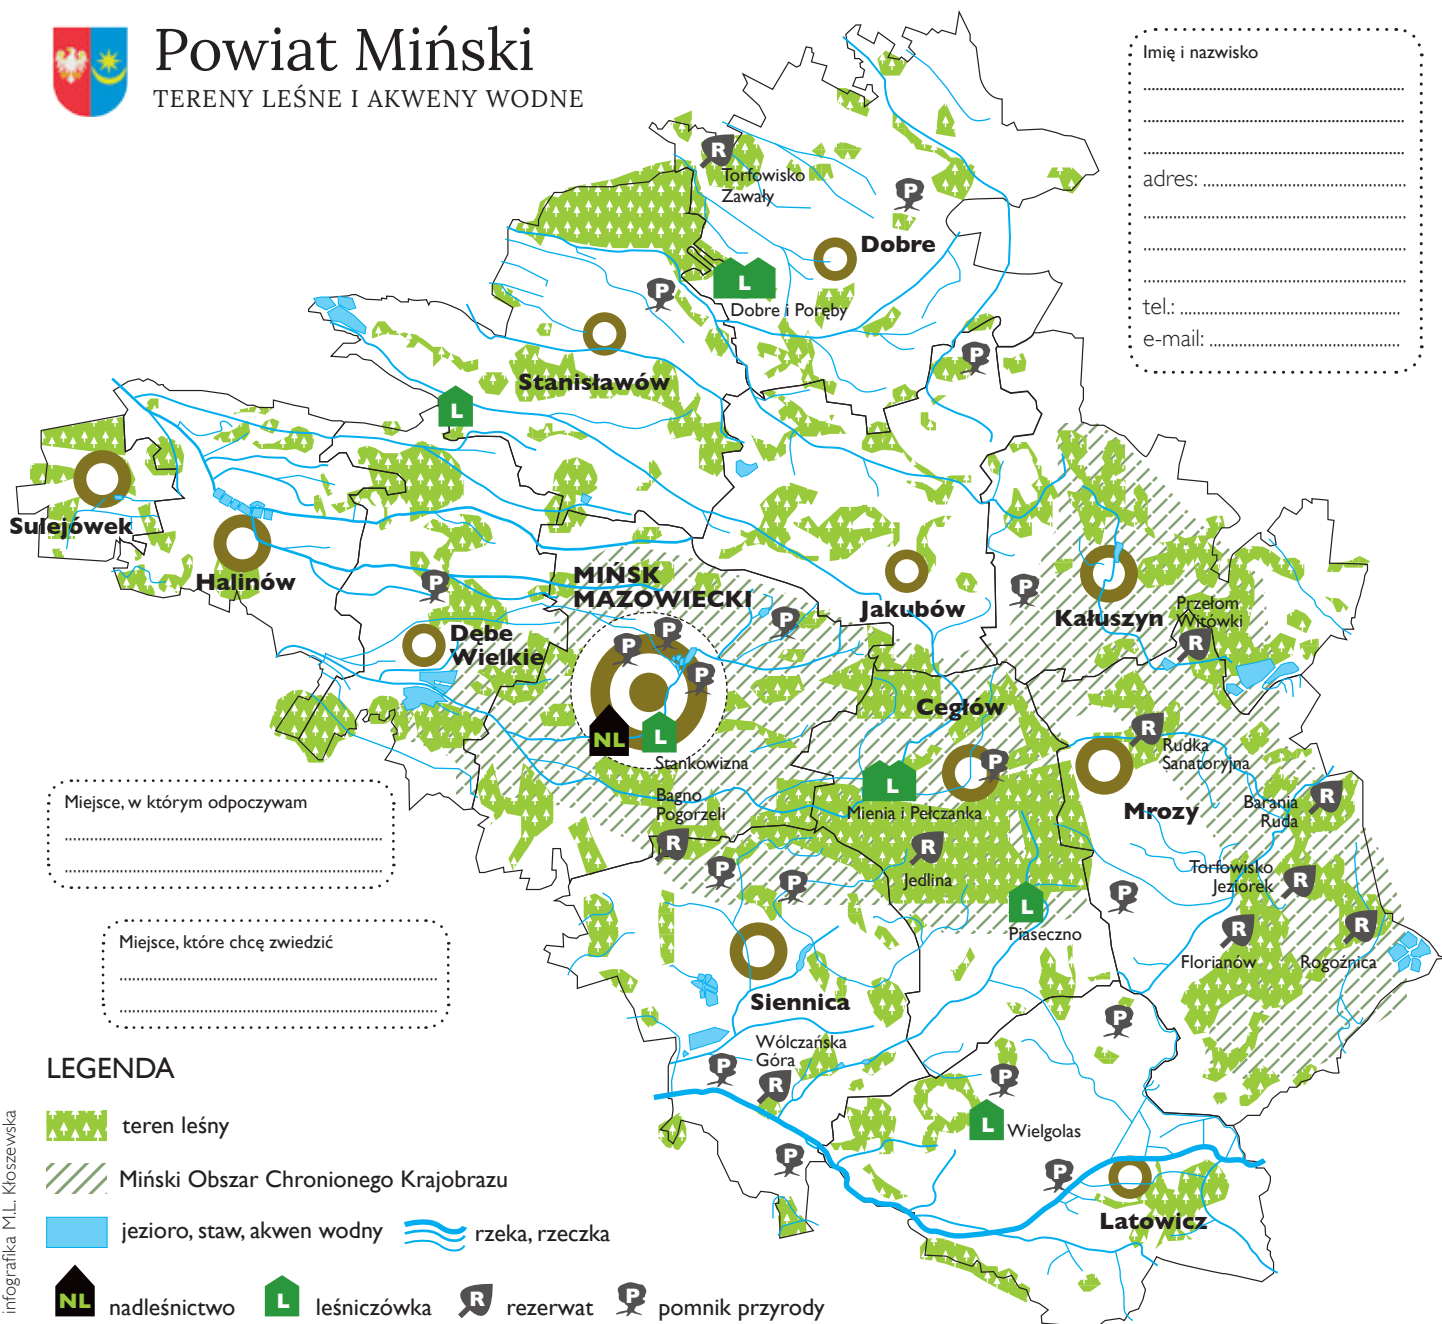 Powiat Miński
TERENY LEŚNE I AKWENY WODNE
Imię i nazwisko
adres:
tel.:
e-mail:
R
Torfowisko
Zawały
P
Dobre
L
Dobre i Poręby
P
Stanisławów
P
L
Sulejówek
Halinów
P
MIŃSK
MAZOWIECKI
P
P
P
P
Dębe
Wielkie
NL
L
Stankowizna
Jakubów
P
Kałuszyn
Przełom
Witówki
R
Cegłów
P
L
Mienia i Pełczanka
R
Rudka
Sanatoryjna
Mrozy
Barania
Ruda
R
Bagno
Pogorzeli
R
P
P
R
Jedlina
L
Piaseczno
P
Torfowisko
Jeziorek
R
R
Florianów
R
Rogoźnica
Siennica
P
Wólczańska
Góra
P
R
P
L
Wielgolas
P
P
Latowicz
Miejsce, w którym odpoczywam
Miejsce, które chcę zwiedzić
LEGENDA
teren leśny
Miński Obszar Chronionego Krajobrazu
jezioro, staw, akwen wodny
rzeka, rzeczka
NL nadleśnictwo
L leśniczówka
R rezerwat
P pomnik przyrody
infografika M.L. Kłoszewska